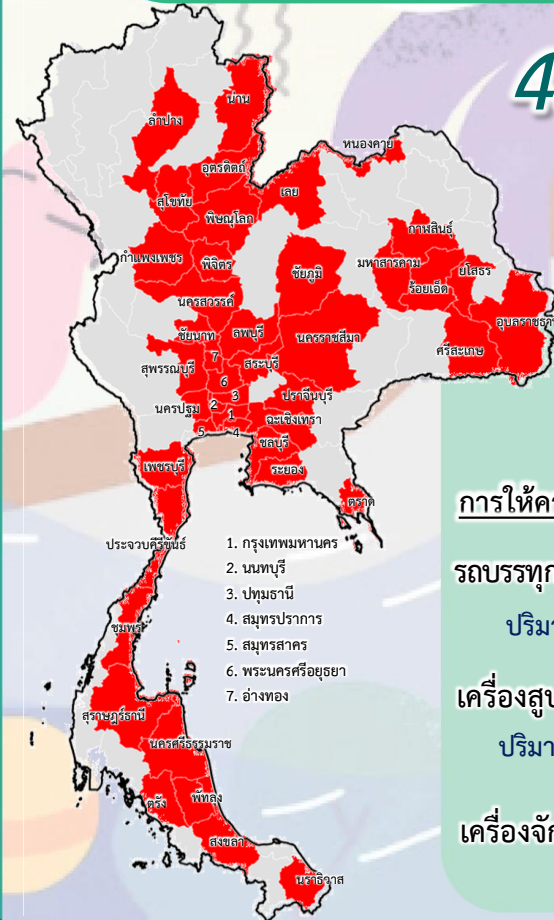 4
น่าน
ลำปาง
หนองคาย
อุตรดิตถ์
เลย
สุโขทัย
พิษณุโลก
กาฬสินธุ์
กำแพงเพชร
พิจิตร
ชัยภูมิ
มหาสารคาม
ยโสธร
ร้อยเอ็ด
นครสวรรค์
อุบลราชธานี
ชัยนาท
ลพบุรี
นครราชสีมา
ศรีสะเกษ
7
สระบุรี
สุพรรณบุรี
6
3
ปราจีนบุรี
นครปฐม
2
1
ฉะเชิงเทรา
5
4
ชลบุรี
เพชรบุรี
ระยอง
ตราด
ประจวบคีรีขันธ์
1. กรุงเทพมหานคร
2. นนทบุรี
3. ปทุมธานี
4. สมุทรปราการ
5. สมุทรสาคร
6. พระนครศรีอยุธยา
7. อ่างทอง
ชุมพร
สุราษฎร์ธานี
นครศรีธรรมราช
ตรัง
พัทลุง
สงขลา
นราธิวาส
การให้คว
รถบรรทุก
ปริมา
เครื่องสูบ
ปริมา
เครื่องจัก